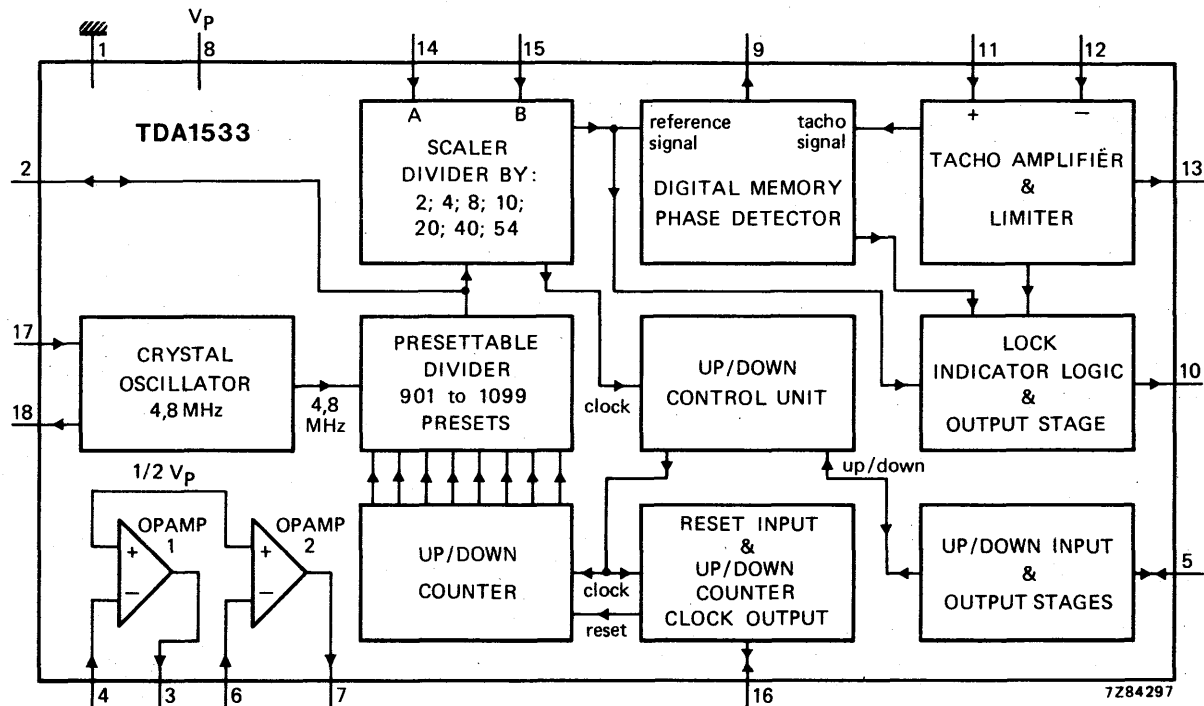 V_P
1
8
14
15
9
11
12
TDA1533
A
B
SCALER
DIVIDER BY:
2; 4; 8; 10;
20; 40; 54
reference
signal
tacho
signal
DIGITAL MEMORY
PHASE DETECTOR
+
−
TACHO AMPLIFIËR
&
LIMITER
2
13
17
18
CRYSTAL
OSCILLATOR
4,8 MHz
4,8
MHz
PRESETTABLE
DIVIDER
901 to 1099
PRESETS
clock
UP/DOWN
CONTROL UNIT
LOCK
INDICATOR LOGIC
&
OUTPUT STAGE
10
up/down
1/2 V_P
OPAMP
1
+
−
OPAMP
2
+
−
UP/DOWN
COUNTER
clock
reset
RESET INPUT
&
UP/DOWN
COUNTER
CLOCK OUTPUT
UP/DOWN INPUT
&
OUTPUT STAGES
5
4
3
6
7
16
7Z84297